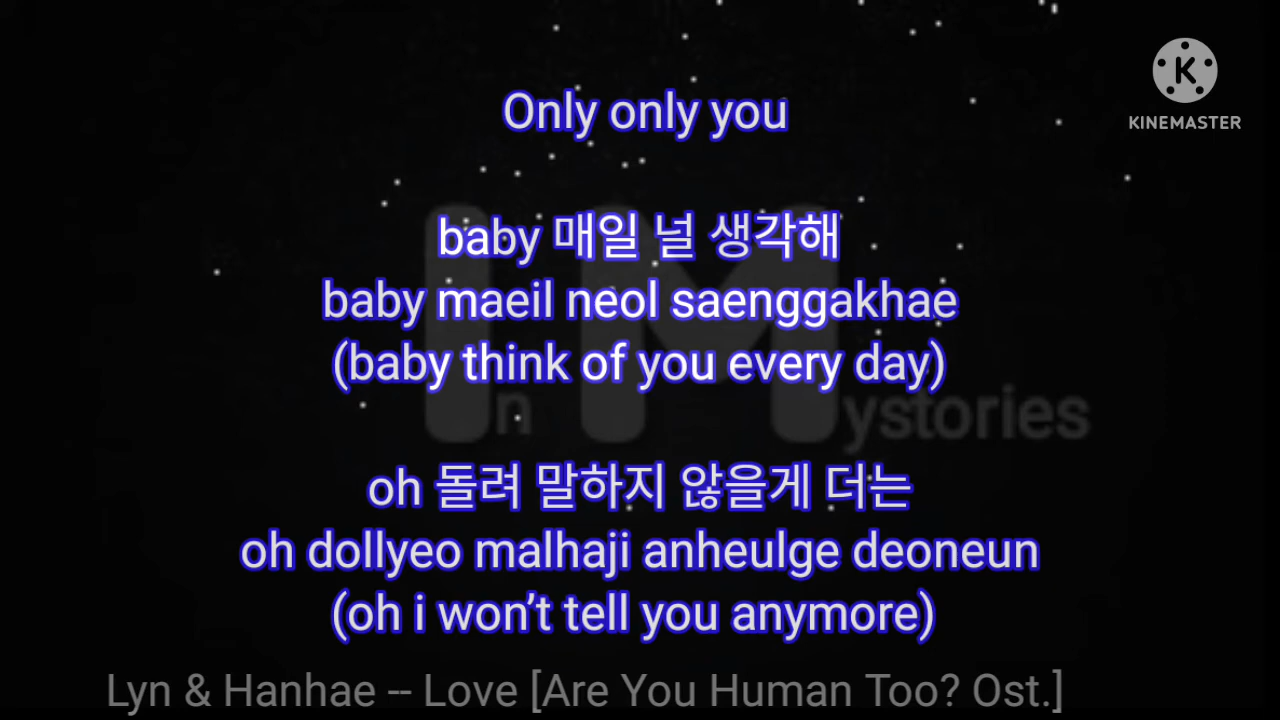 Only only you
K
KINEMASTER
baby 매일 널 생각해
baby maeil neol saenggakhae
(baby think of you every day)
In Mystories
oh 돌려 말하지 않을게 더는
oh dollyeo malhaji anheulge deoneun
(oh i won’t tell you anymore)
Lyn & Hanhae -- Love [Are You Human Too? Ost.]